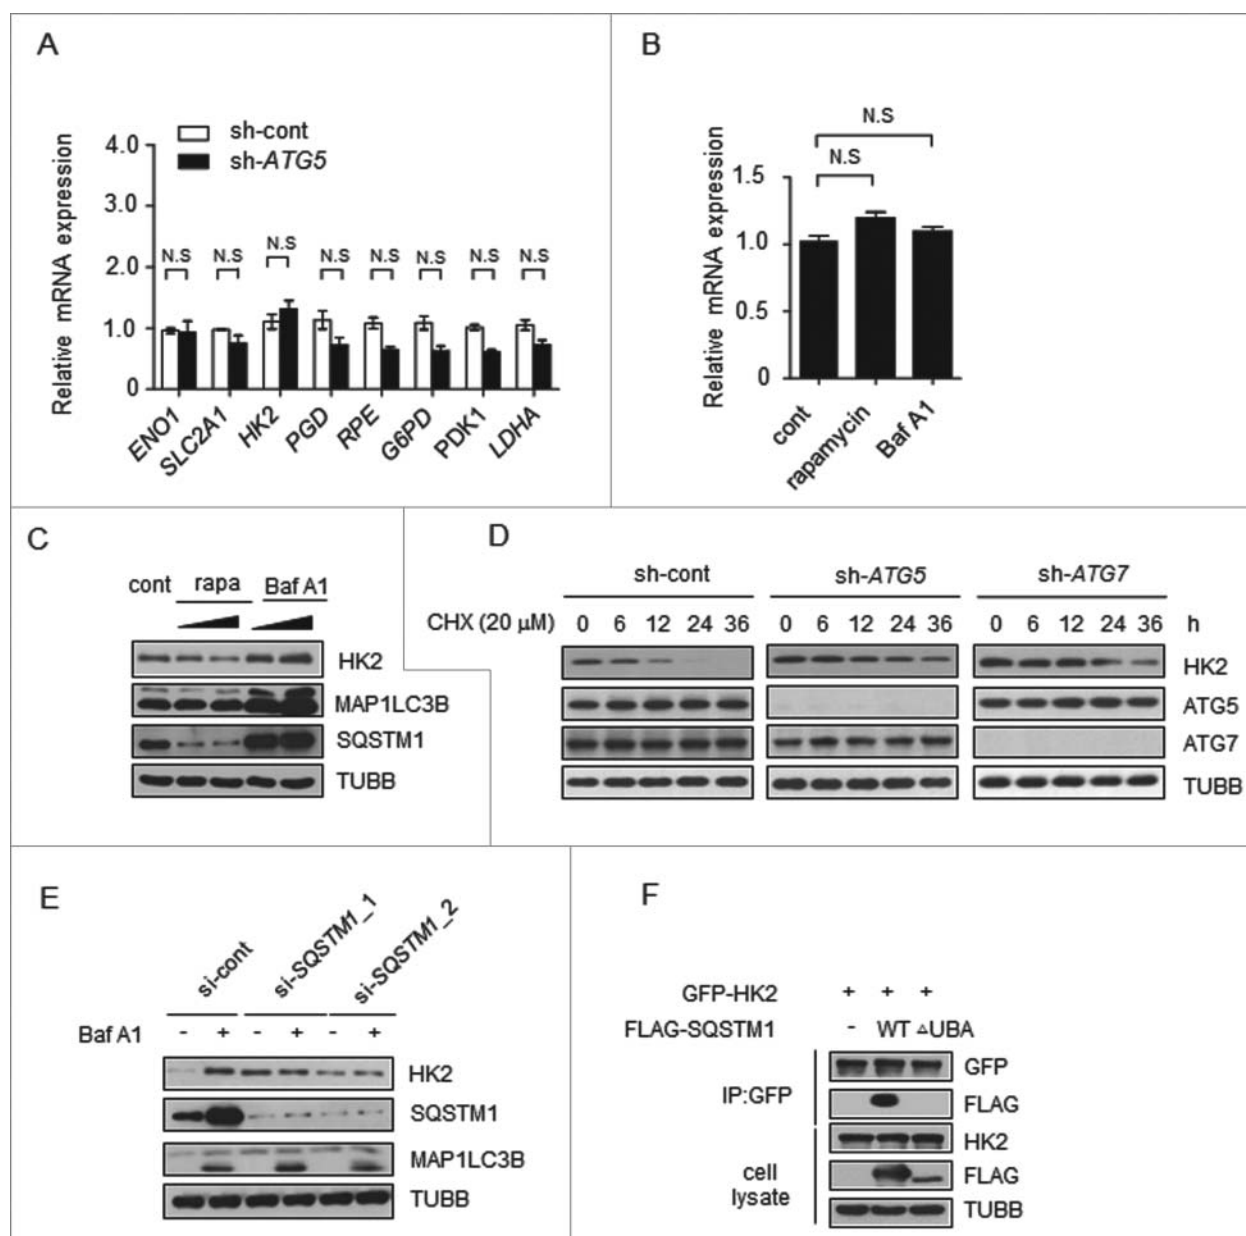 A
sh-cont
sh-ATG5
Relative mRNA expression
4.0
3.0
2.0
1.0
0
N.S N.S N.S N.S N.S N.S N.S N.S
ENO1 SLC2A1 HK2 PGD RPE G6PD PDK1 LDHA
B
N.S
N.S
Relative mRNA expression
1.5
1.0
0.5
0
cont rapamycin Baf A1
C
cont rapa Baf A1
HK2
MAP1LC3B
SQSTM1
TUBB
D
sh-cont sh-ATG5 sh-ATG7
CHX (20 μM) 0 6 12 24 36 0 6 12 24 36 0 6 12 24 36 h
HK2
ATG5
ATG7
TUBB
E
si-cont si-SQSTM1_1 si-SQSTM1_2
Baf A1 - + - + - +
HK2
SQSTM1
MAP1LC3B
TUBB
F
GFP-HK2 + + +
FLAG-SQSTM1 - WT △UBA
IP:GFP
GFP
FLAG
cell
lysate
HK2
FLAG
TUBB